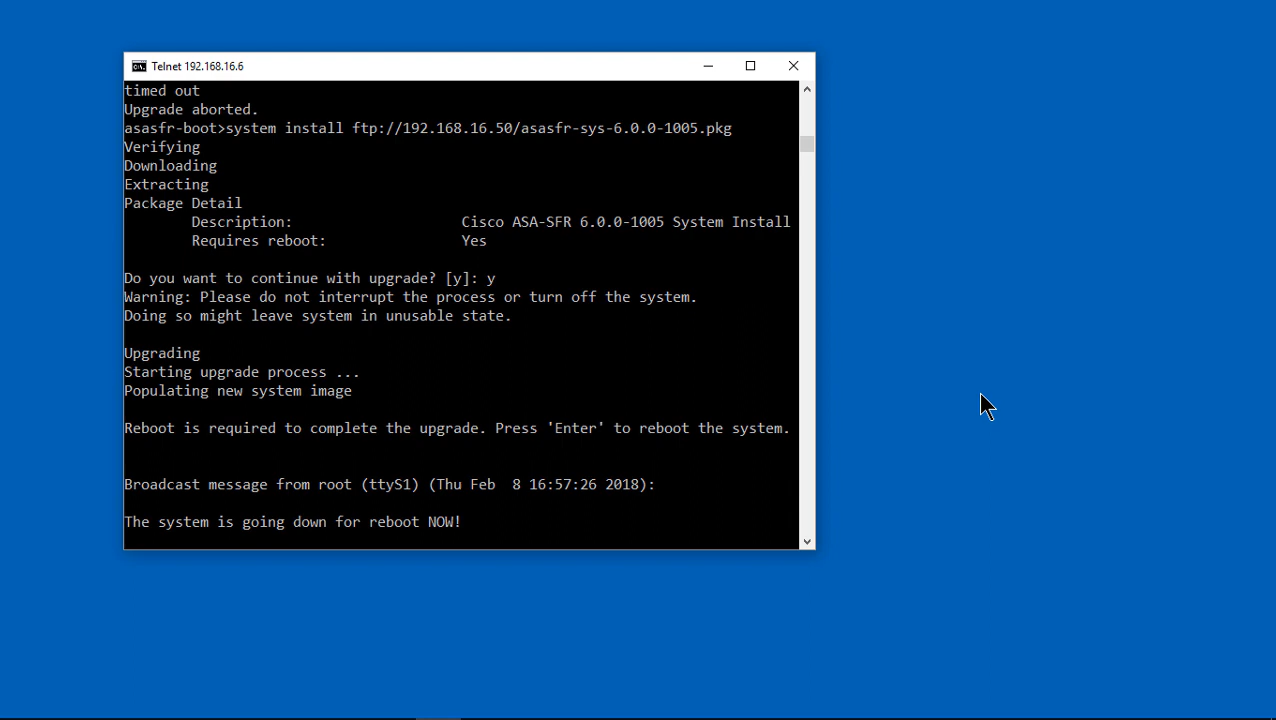 Telnet 192.168.16.6
timed out
Upgrade aborted.
asasfr-boot>system install ftp://192.168.16.50/asasfr-sys-6.0.0-1005.pkg
Verifying
Downloading
Extracting
Package Detail
Description: Cisco ASA-SFR 6.0.0-1005 System Install
Requires reboot: Yes
Do you want to continue with upgrade? [y]: y
Warning: Please do not interrupt the process or turn off the system.
Doing so might leave system in unusable state.
Upgrading
Starting upgrade process ...
Populating new system image
Reboot is required to complete the upgrade. Press 'Enter' to reboot the system.
Broadcast message from root (ttyS1) (Thu Feb  8 16:57:26 2018):
The system is going down for reboot NOW!